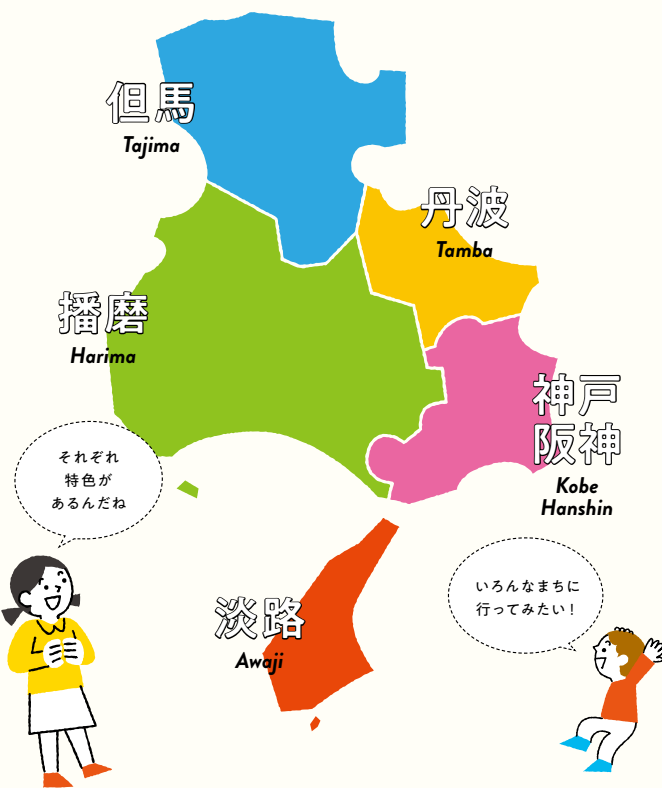 但馬
Tajima
丹波
Tamba
播磨
Harima
神戸
阪神
Kobe
Hanshin
それぞれ
特色が
あるんだね
淡路
Awaji
いろんなまちに
行ってみたい！